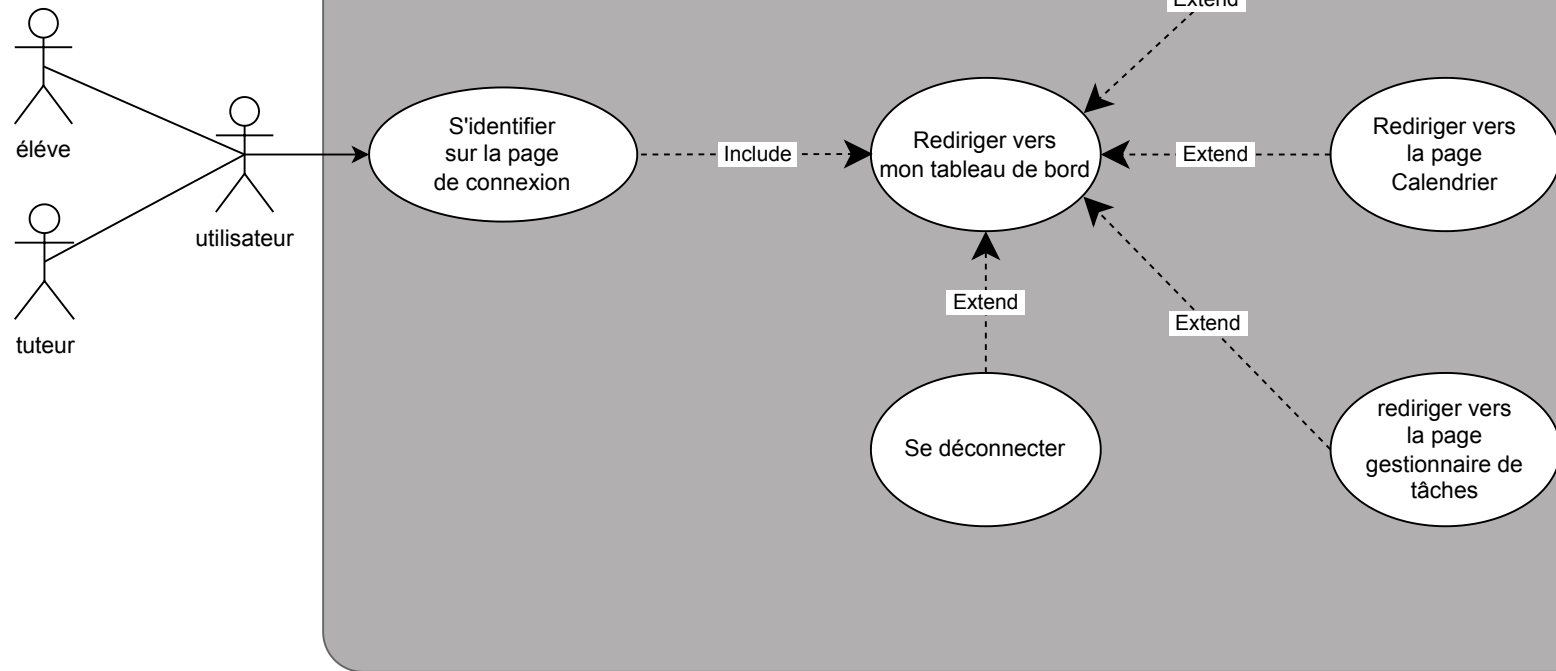 Extend
éléve
S'identifier
sur la page
de connexion
Include
Rediriger vers
mon tableau de bord
Extend
Rediriger vers
la page
Calendrier
utilisateur
tuteur
Extend
Extend
Se déconnecter
rediriger vers
la page
gestionnaire de
tâches